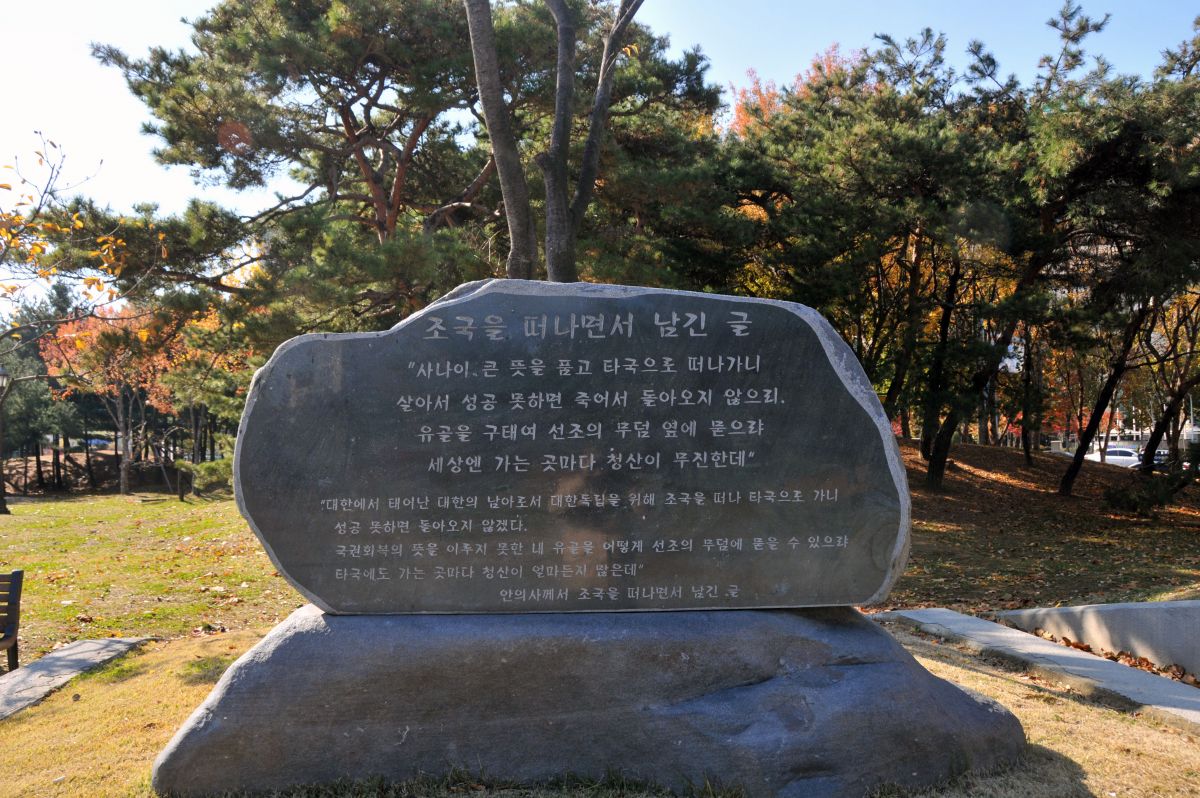 조국을 떠나면서 남긴 글
"사나이..큰 뜻을 품고 타국으로 떠나가니
살아서 성공 못하면 죽어서 돌아오지 않으리.
유골을 구태여 선조의 무덤 옆에 묻으랴
세상엔 가는 곳마다..청산이 무진한데"
"대한에서 태어난 대한의 남아로서 대한독립을 위해 조국을 떠나 타국으로 가니
성공 못하면 돌아오지 않겠다.
국권회복의 뜻을 이루지 못한 내 유골을 어떻게 선조의 무덤에 묻을 수 있으랴
타국에도 가는 곳마다 청산이 얼마든지 많은데"
안의사께서 조국을 떠나면서 남긴 글